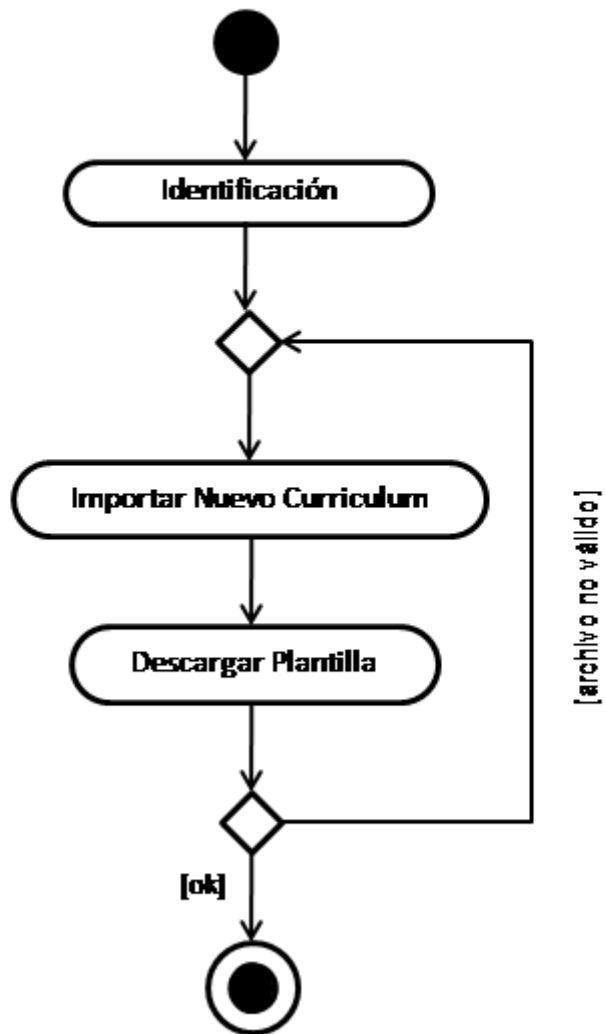 Identificación
Importar Nuevo Curriculum
[archivo no valido]
Descargar Plantilla
[ok]